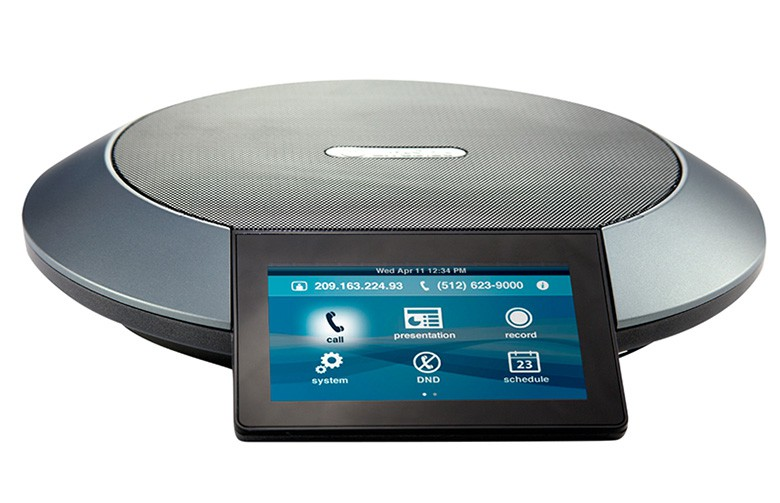 Wed Apr 11 12:34 PM
209.163.224.93 (512) 623-9000 i
call presentation record
system DND 23 schedule